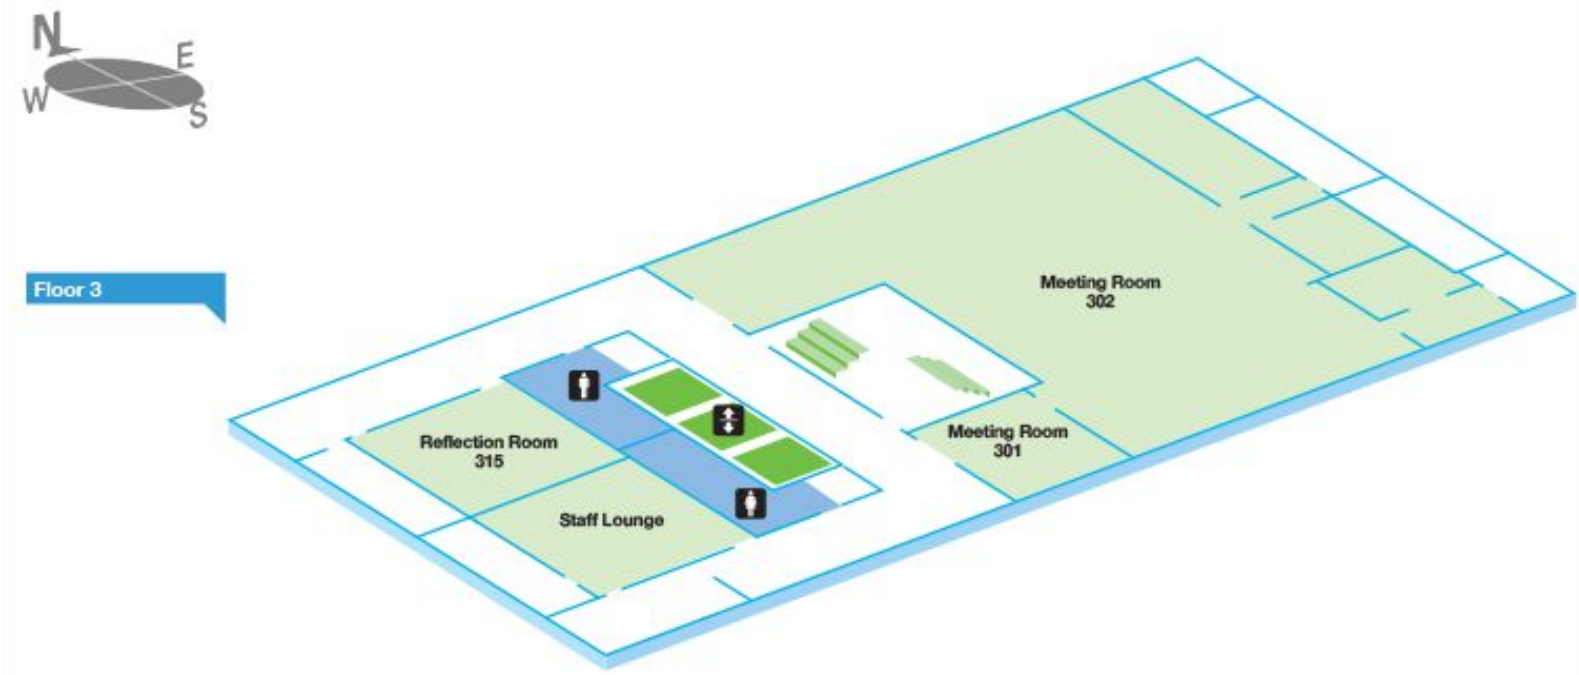 N
E
W
S
Floor 3
Meeting Room
302
Meeting Room
301
Reflection Room
315
Staff Lounge